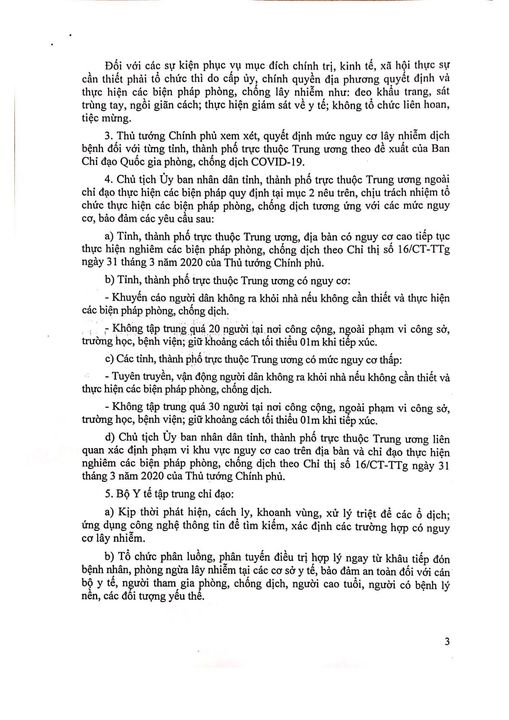 Đối với các sự kiện phục vụ mục đích chính trị, kinh tế, xã hội thực sự
cần thiết phải tổ chức thì do cấp ủy, chính quyền địa phương quyết định và
thực hiện các biện pháp phòng, chống lây nhiễm như: đeo khẩu trang, sát
trùng tay, ngồi giãn cách; thực hiện giám sát về y tế; không tổ chức liên hoan,
tiệc mừng.
3. Thủ tướng Chính phủ xem xét, quyết định mức nguy cơ lây nhiễm dịch
bệnh đối với từng tỉnh, thành phố trực thuộc Trung ương theo đề xuất của Ban
Chỉ đạo Quốc gia phòng, chống dịch COVID-19.
4. Chủ tịch Ủy ban nhân dân tỉnh, thành phố trực thuộc Trung ương ngoài
chỉ đạo thực hiện các biện pháp quy định tại mục 2 nêu trên, chịu trách nhiệm tổ
chức thực hiện các biện pháp phòng, chống dịch tương ứng với các mức nguy
cơ, bảo đảm các yêu cầu sau:
a) Tỉnh, thành phố trực thuộc Trung ương, địa bàn có nguy cơ cao tiếp tục
thực hiện nghiêm các biện pháp phòng, chống dịch theo Chỉ thị số 16/CT-TTg
ngày 31 tháng 3 năm 2020 của Thủ tướng Chính phủ.
b) Tỉnh, thành phố trực thuộc Trung ương có nguy cơ:
- Khuyến cáo người dân không ra khỏi nhà nếu không cần thiết và thực hiện
các biện pháp phòng, chống dịch.
- Không tập trung quá 20 người tại nơi công cộng, ngoài phạm vi công sở,
trường học, bệnh viện; giữ khoảng cách tối thiểu 01m khi tiếp xúc.
c) Các tỉnh, thành phố trực thuộc Trung ương có mức nguy cơ thấp:
- Tuyên truyền, vận động người dân không ra khỏi nhà nếu không cần thiết và
thực hiện các biện pháp phòng, chống dịch.
- Không tập trung quá 30 người tại nơi công cộng, ngoài phạm vi công sở,
trường học, bệnh viện; giữ khoảng cách tối thiểu 01m khi tiếp xúc.
d) Chủ tịch Ủy ban nhân dân tỉnh, thành phố trực thuộc Trung ương liên
quan xác định phạm vi khu vực nguy cơ cao trên địa bàn và chỉ đạo thực hiện
nghiêm các biện pháp phòng, chống dịch theo Chỉ thị số 16/CT-TTg ngày 31
tháng 3 năm 2020 của Thủ tướng Chính phủ.
5. Bộ Y tế tập trung chỉ đạo:
a) Kịp thời phát hiện, cách ly, khoanh vùng, xử lý triệt để các ổ dịch;
ứng dụng công nghệ thông tin để tìm kiếm, xác định các trường hợp có nguy
cơ lây nhiễm.
b) Tổ chức phân luồng, phân tuyến điều trị hợp lý ngay từ khâu tiếp đón
bệnh nhân, phòng ngừa lây nhiễm tại các cơ sở y tế, bảo đảm an toàn đối với cán
bộ y tế, người tham gia phòng, chống dịch, người cao tuổi, người có bệnh lý
nền, các đối tượng yếu thế.
3